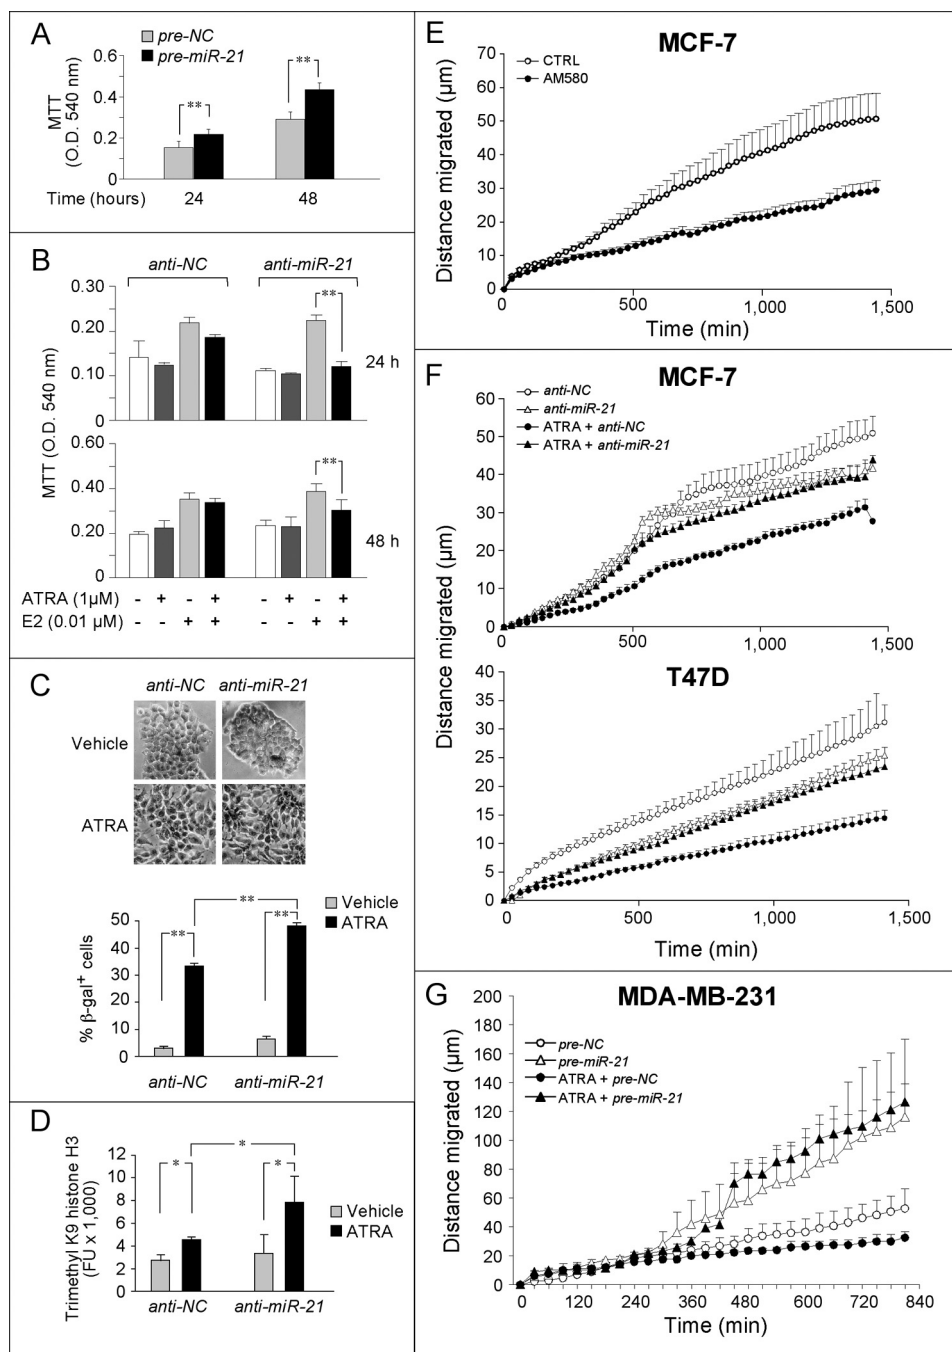 A
pre-NC
pre-miR-21
MTT
(O.D. 540 nm)
0.6
0.4
0.2
0
**
**
Time (hours)
24
48
B
anti-NC
anti-miR-21
MTT (O.D. 540 nm)
0.30
0.20
0.10
0
**
24 h
0.60
0.40
0.20
0
**
48 h
ATRA (1µM) - + - + - + - +
E2 (0.01 µM) - - + + - - + +
C
anti-NC
anti-miR-21
Vehicle
ATRA
Vehicle
ATRA
% β-gal+ cells
50
40
30
20
10
0
**
**
**
anti-NC
anti-miR-21
D
Trimethyl K9 histone H3
(FU x 1,000)
12
10
8
6
4
2
0
*
*
*
Vehicle
ATRA
anti-NC
anti-miR-21
E
MCF-7
CTRL
AM580
Distance migrated (µm)
70
60
50
40
30
20
10
0
0
500
1,000
1,500
Time (min)
F
MCF-7
anti-NC
anti-miR-21
ATRA + anti-NC
ATRA + anti-miR-21
Distance migrated (µm)
60
50
40
30
20
10
0
0
500
1,000
1,500
T47D
40
35
30
25
20
15
10
5
0
0
500
1,000
1,500
Time (min)
G
MDA-MB-231
pre-NC
pre-miR-21
ATRA + pre-NC
ATRA + pre-miR-21
Distance migrated (µm)
200
180
160
140
120
100
80
60
40
20
0
0
120
240
360
480
600
720
840
Time (min)